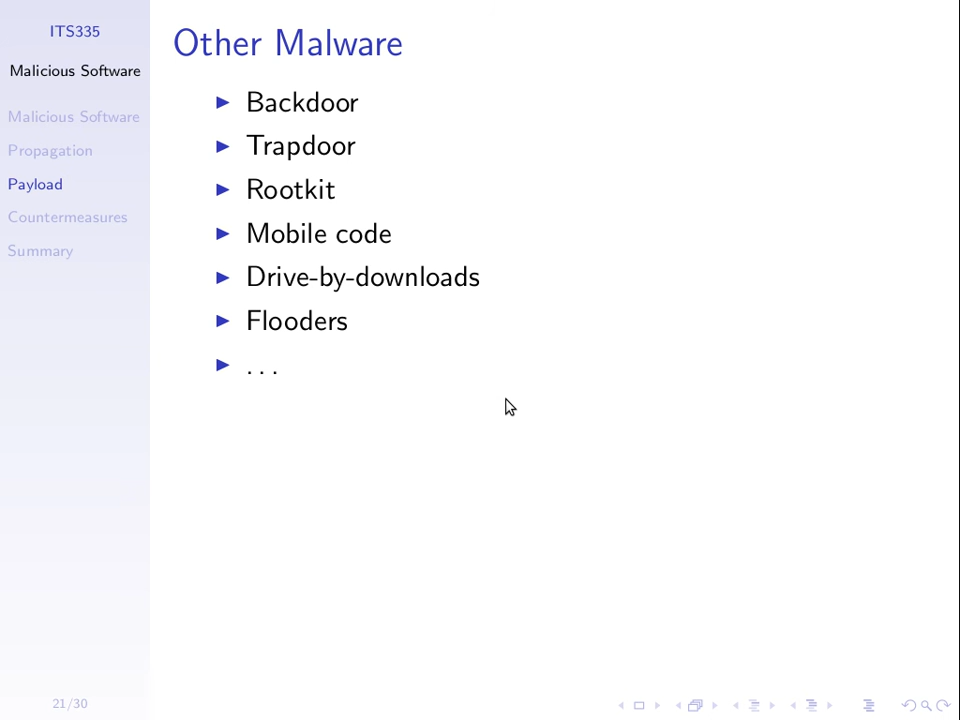 ITS335
Malicious Software
Malicious Software
Propagation
Payload
Countermeasures
Summary
21/30
Other Malware
Backdoor
Trapdoor
Rootkit
Mobile code
Drive-by-downloads
Flooders
. . .